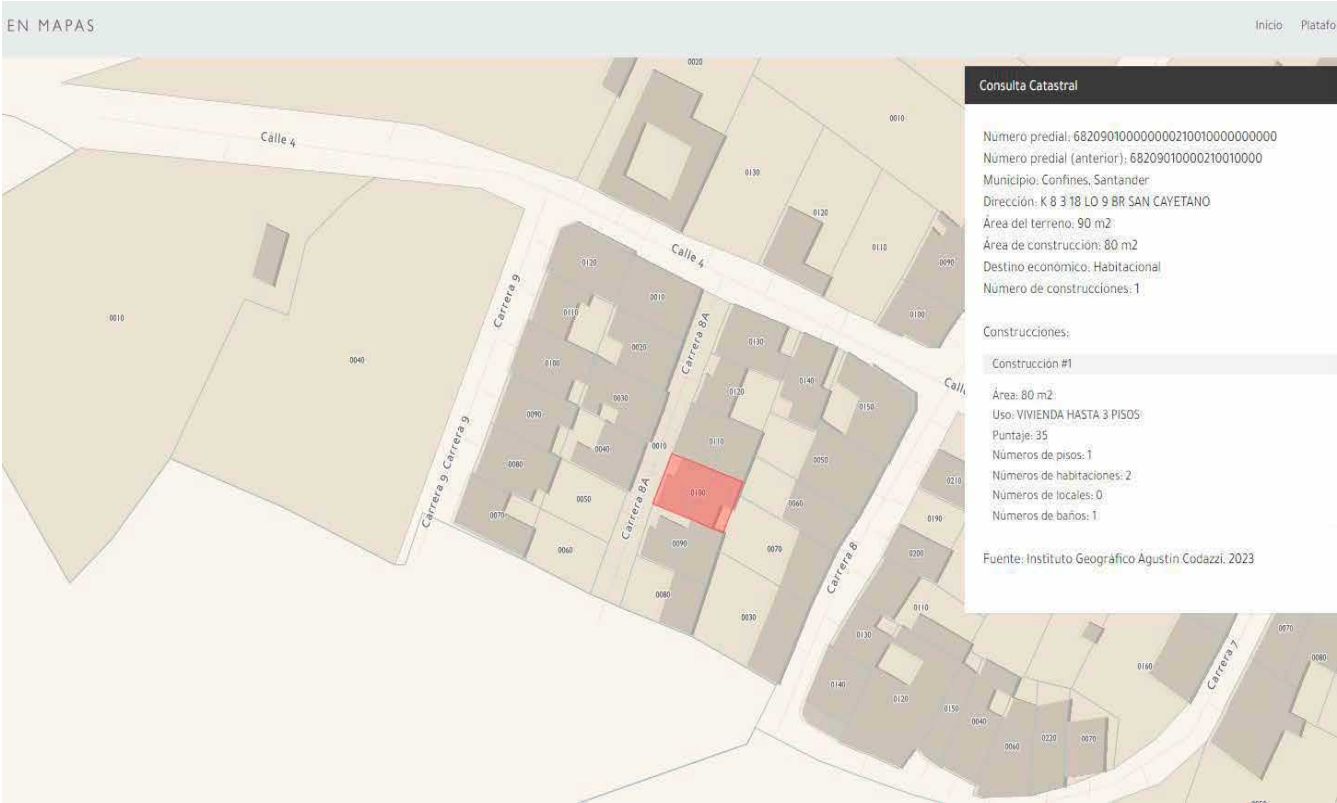 EN MAPAS
Inicio Platafo
Consulta Catastral
Número predial: 682090100000000210010000000000
Número predial (anterior): 68209010000210010000
Municipio: Confines, Santander
Dirección: K 8 3 18 LO 9 BR SAN CAYETANO
Área del terreno: 90 m2
Área de construcción: 80 m2
Destino económico: Habitacional
Número de construcciones: 1
Construcciones:
Construcción #1
Área: 80 m2
Uso: VIVIENDA HASTA 3 PISOS
Puntaje: 35
Números de pisos: 1
Números de habitaciones: 2
Números de locales: 0
Números de baños: 1
Fuente: Instituto Geográfico Agustín Codazzi. 2023
0020
0010
Calle 4
0130
0120
0110
0090
0100
Calle 4
0120
0010
Carrera 9
0110
0010
0040
0020
0100
Carrera 8A
0130
0120
0140
Calle
0150
0030
0090
0110
0040
0010
0080
0050
Carrera 9
Carrera 9
0050
0100
0060
0210
0070
Carrera 8A
0190
0060
0090
0070
0200
Carrera 8
0080
0030
0110
0130
0070
0080
0160
Carrera 7
0140
0120
0150
0040
0060
0220
0070